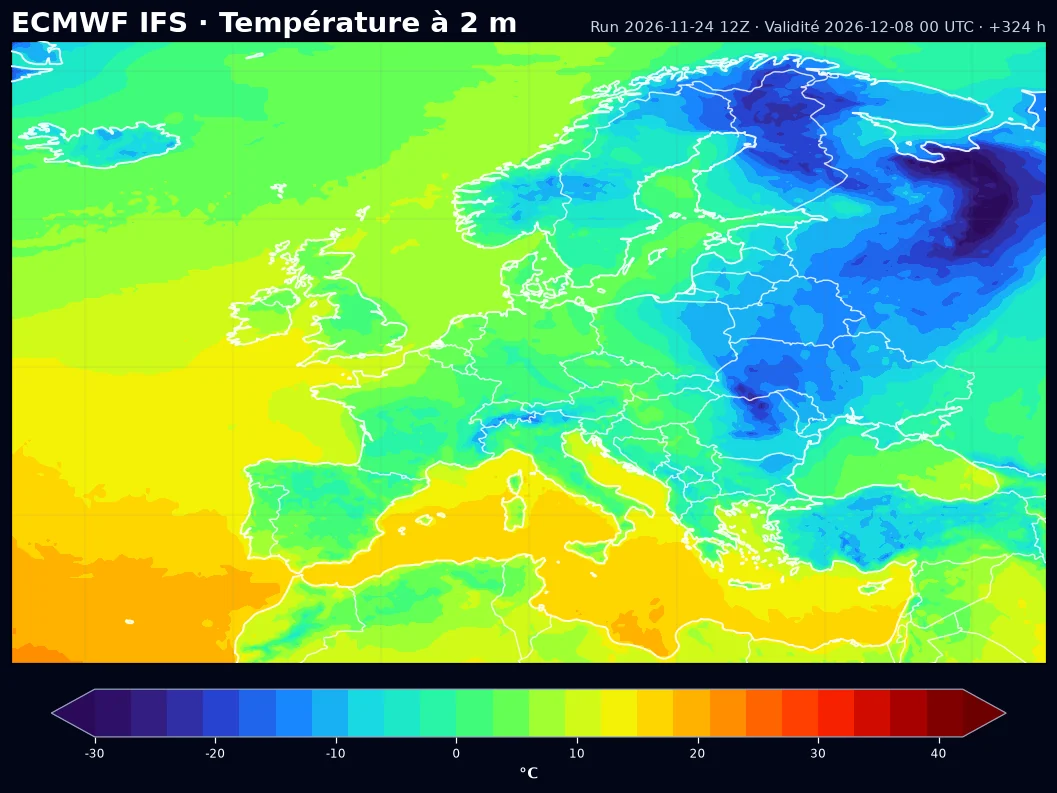 ECMWF IFS · Température à 2 m
Run 2026-11-24 12Z · Validité 2026-12-08 00 UTC · +324 h
-30 -20 -10 0 10 20 30 40
°C